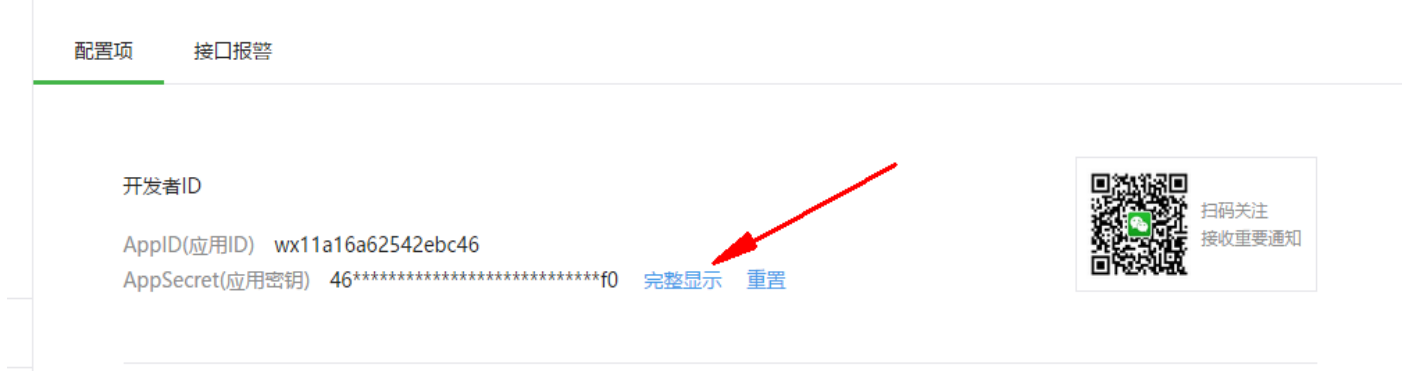 配置项 接口报警
开发者ID
AppID(应用ID) wx11a16a62542ebc46
AppSecret(应用密钥) 46****************************f0 完整显示 重置
扫码关注
接收重要通知